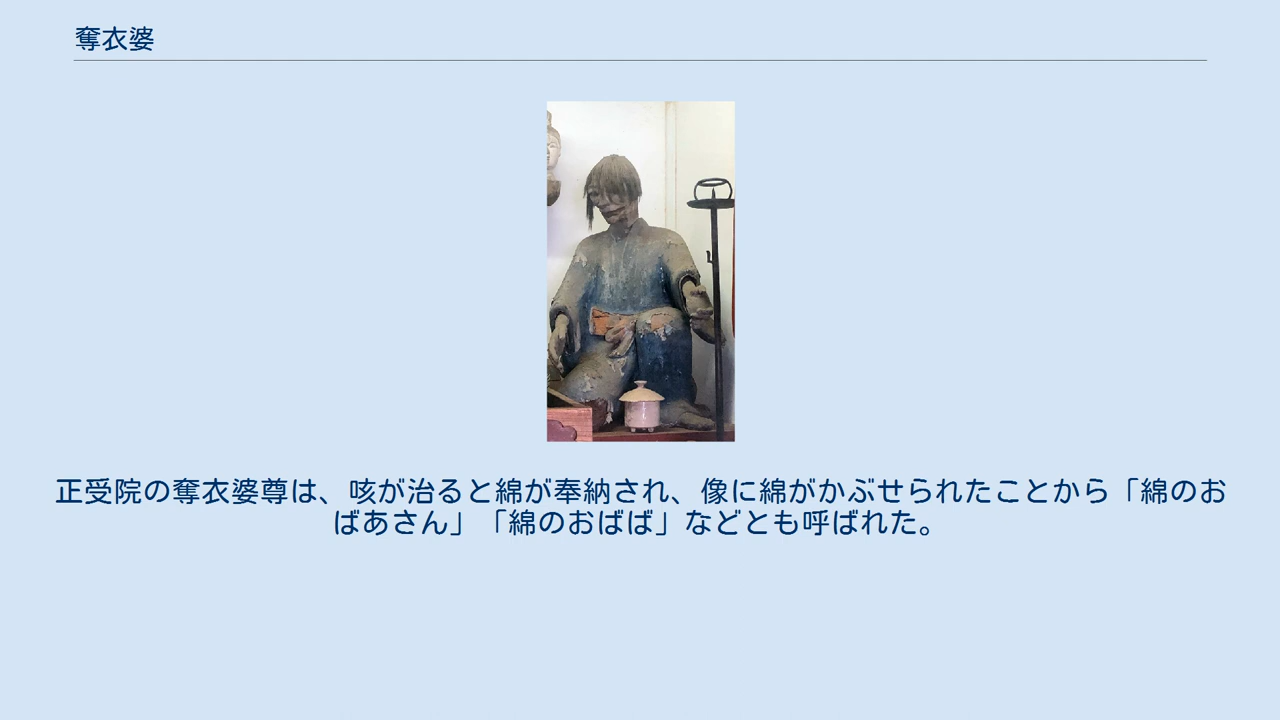 奪衣婆
正受院の奪衣婆尊は、咳が治ると綿が奉納され、像に綿がかぶせられたことから「綿のお
ばあさん」「綿のおばば」などとも呼ばれた。